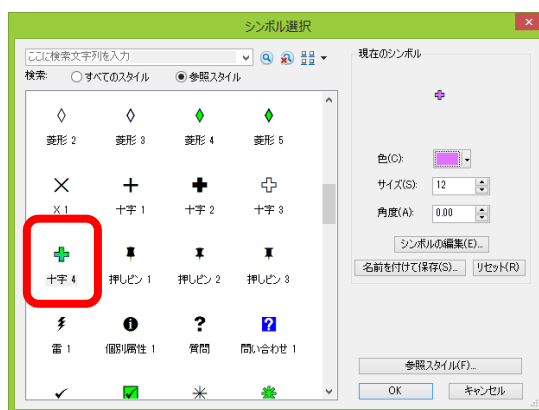 シンボル選択
ここに検索文字列を入力
検索: すべてのスタイル 参照スタイル
菱形 2 菱形 3 菱形 4 菱形 5
X 1 十字 1 十字 2 十字 3
十字 4 押しピン 1 押しピン 2 押しピン 3
雷 1 個別属性 1 質問 問い合わせ 1
現在のシンボル
色(C):
サイズ(S): 12
角度(A): 0.00
シンボルの編集(E)...
名前を付けて保存(S)... リセット(R)
参照スタイル(F)...
OK キャンセル